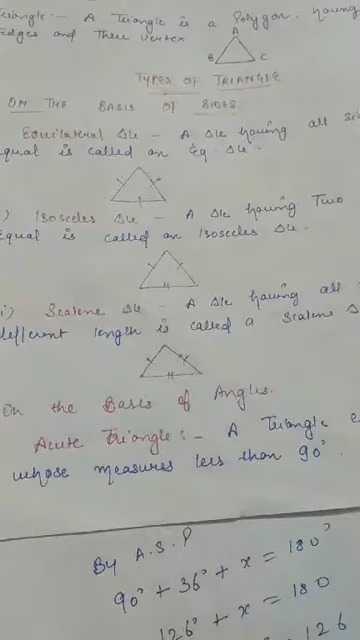 Triangle :- A Triangle is a Polygon, having
Edges and Three vertex
A
B C
TYPES OF TRIANGLE
ON THE BASIS OF SIDES
Equilateral Δle - A Δle having all
equal is called an Eq. Δle.
) Isosceles Δle - A Δle having Two
Equal is called an Isosceles Δle.
i) Scalene Δle - A Δle having all
different length is called a Scalene
On the Basis of Angles.
Acute Triangle :- A Triangle
whose measures less than 90°.
By A.S.P
90° + 36° + x = 180°
126° + x = 180
126